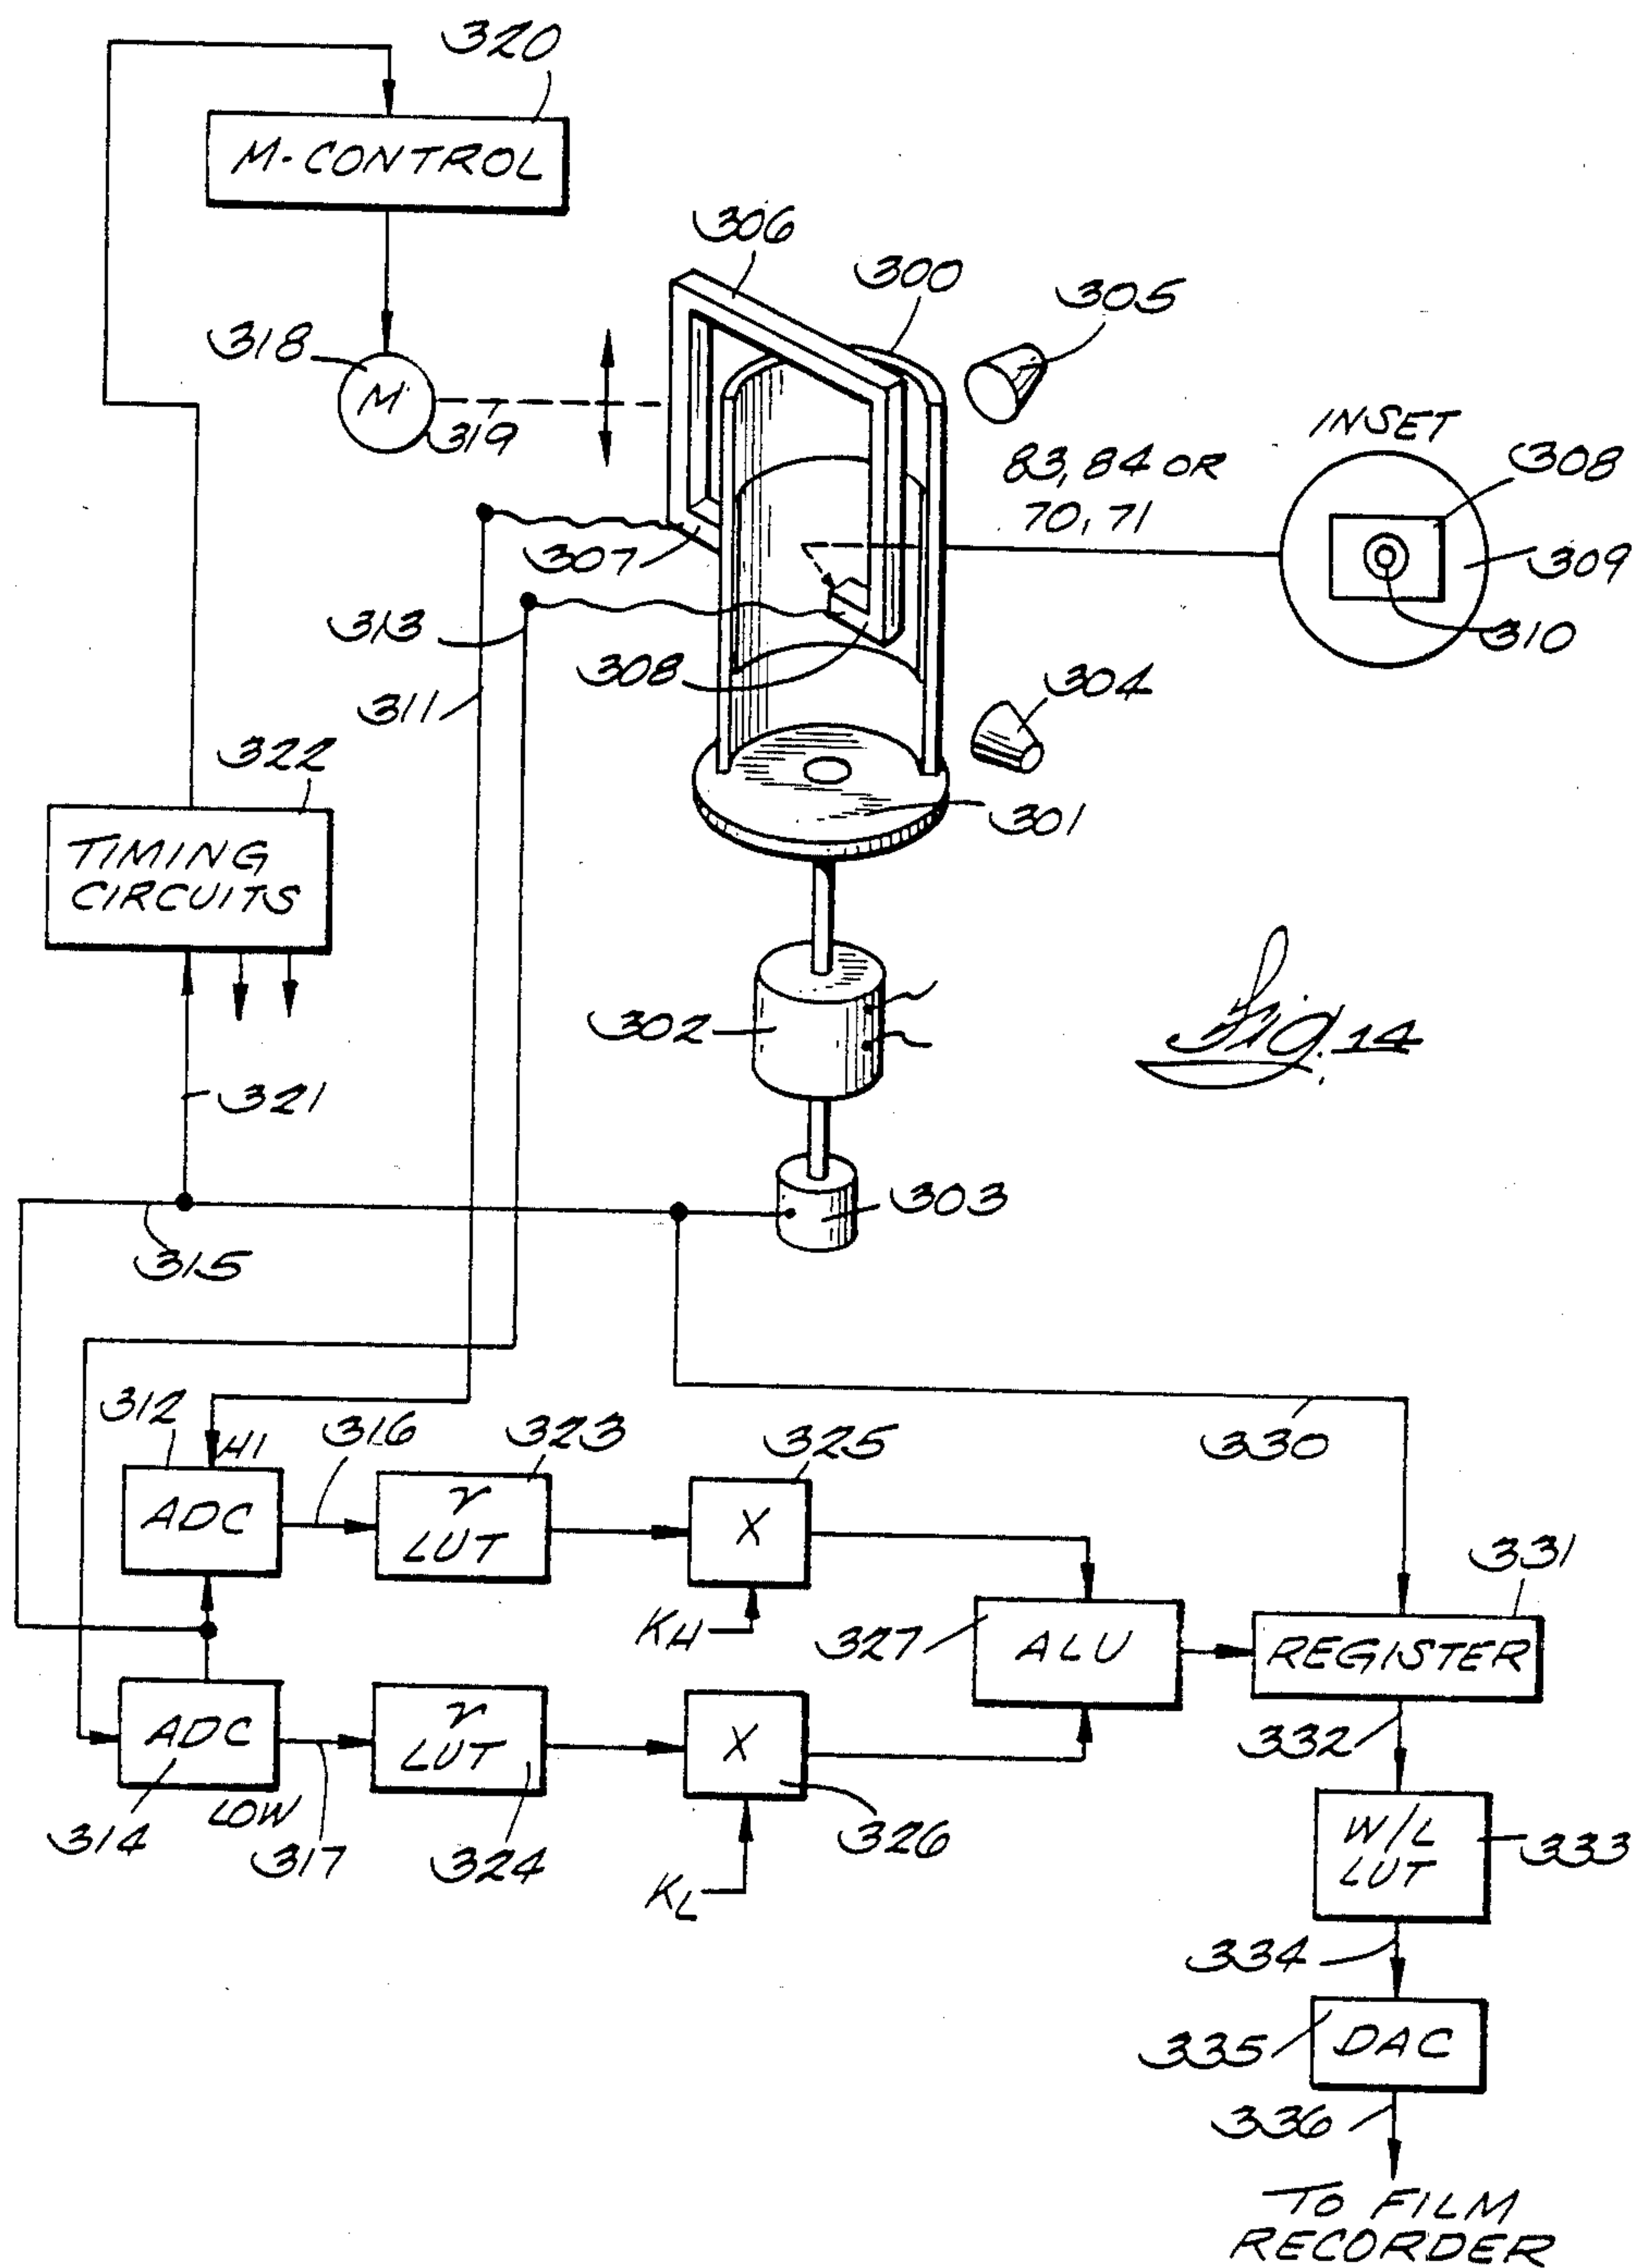 320
M-CONTROL
306
300
305
318
M
319
INSET
83, 84 OR
70, 71
308
309
310
307
313
308
311
304
322
301
TIMING
CIRCUITS
302
Fig. 14
321
303
315
312
HI
316
323
325
330
ADC
γ
LUT
X
331
KH
327
ALU
REGISTER
ADC
γ
LUT
X
332
LOW
314
317
324
326
KL
W/L
LUT
333
334
335
DAC
336
TO FILM
RECORDER